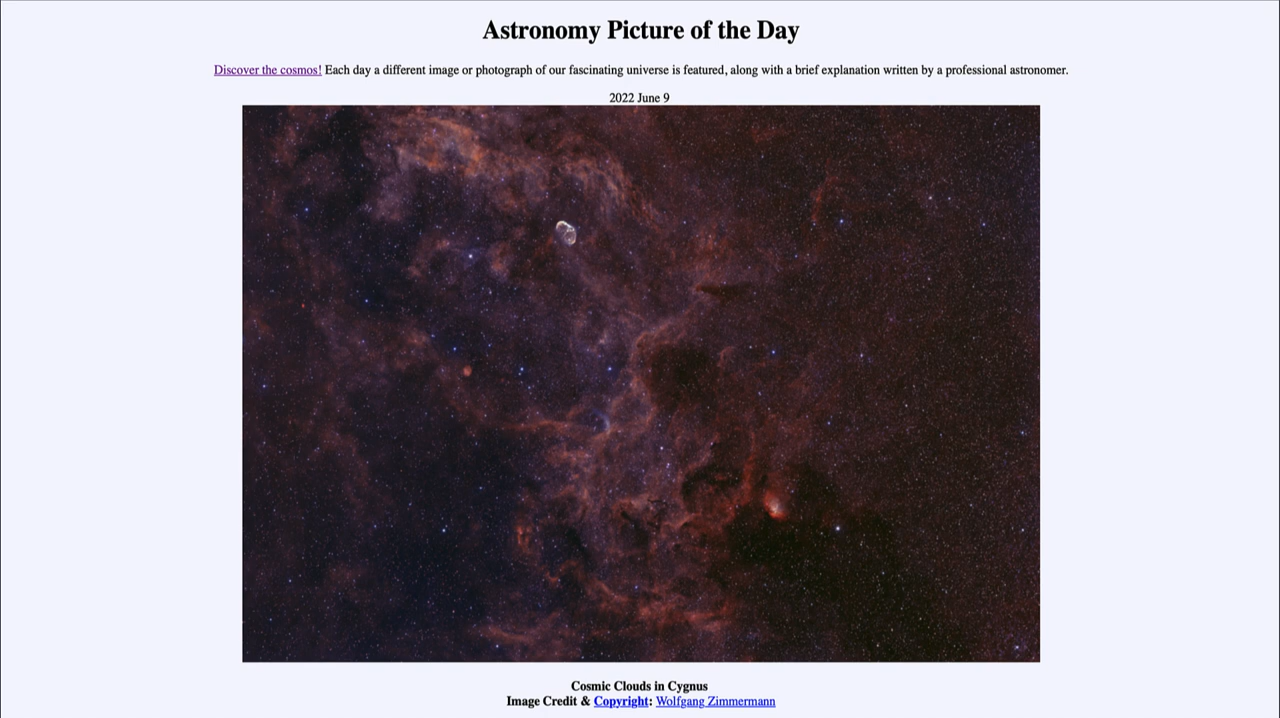 Astronomy Picture of the Day
Discover the cosmos! Each day a different image or photograph of our fascinating universe is featured, along with a brief explanation written by a professional astronomer.
2022 June 9
Cosmic Clouds in Cygnus
Image Credit & Copyright: Wolfgang Zimmermann